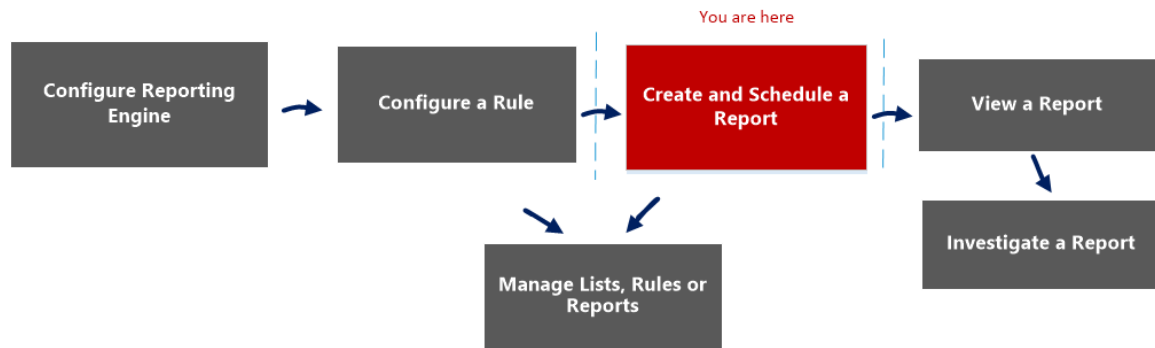 You are here
Configure Reporting
Engine
Configure a Rule
Create and Schedule a
Report
View a Report
Investigate a Report
Manage Lists, Rules or
Reports